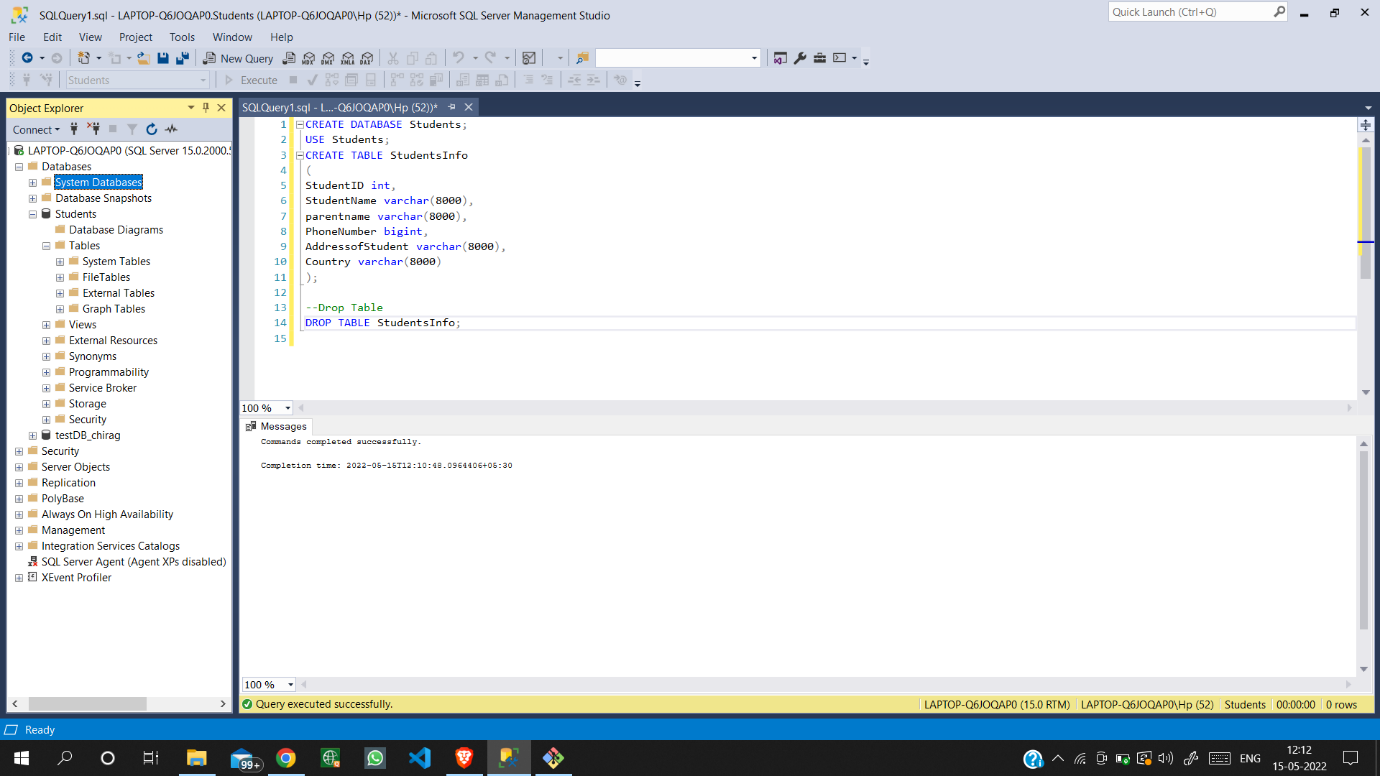 SQLQuery1.sql - LAPTOP-Q6JOQAP0.Students (LAPTOP-Q6JOQAP0\Hp (52))* - Microsoft SQL Server Management Studio
Quick Launch (Ctrl+Q)
File Edit View Project Tools Window Help
New Query MDX DMX XMLA DAX
Students Execute
Object Explorer
Connect
LAPTOP-Q6JOQAP0 (SQL Server 15.0.2000.5
Databases
System Databases
Database Snapshots
Students
Database Diagrams
Tables
System Tables
FileTables
External Tables
Graph Tables
Views
External Resources
Synonyms
Programmability
Service Broker
Storage
Security
testDB_chirag
Security
Server Objects
Replication
PolyBase
Always On High Availability
Management
Integration Services Catalogs
SQL Server Agent (Agent XPs disabled)
XEvent Profiler
SQLQuery1.sql - L...-Q6JOQAP0\Hp (52))*
1 CREATE DATABASE Students;
2 USE Students;
3 CREATE TABLE StudentsInfo
4 (
5 StudentID int,
6 StudentName varchar(8000),
7 parentname varchar(8000),
8 PhoneNumber bigint,
9 AddressofStudent varchar(8000),
10 Country varchar(8000)
11 );
12
13 --Drop Table
14 DROP TABLE StudentsInfo;
15
100 %
Messages
Commands completed successfully.
Completion time: 2022-05-15T12:10:48.0964406+05:30
100 %
Query executed successfully. LAPTOP-Q6JOQAP0 (15.0 RTM) LAPTOP-Q6JOQAP0\Hp (52) Students 00:00:00 0 rows
Ready
99+
ENG
12:12
15-05-2022